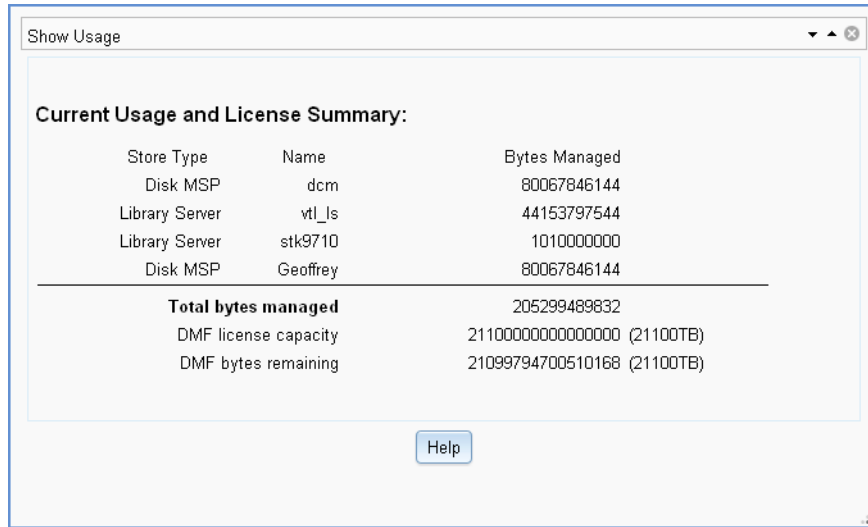 Show Usage
Current Usage and License Summary:
Store Type Name Bytes Managed
Disk MSP dcm 80067846144
Library Server vtl_ls 44153797544
Library Server stk9710 1010000000
Disk MSP Geoffrey 80067846144
Total bytes managed 205299489832
DMF license capacity 21100000000000000 (21100TB)
DMF bytes remaining 21099794700510168 (21100TB)
Help